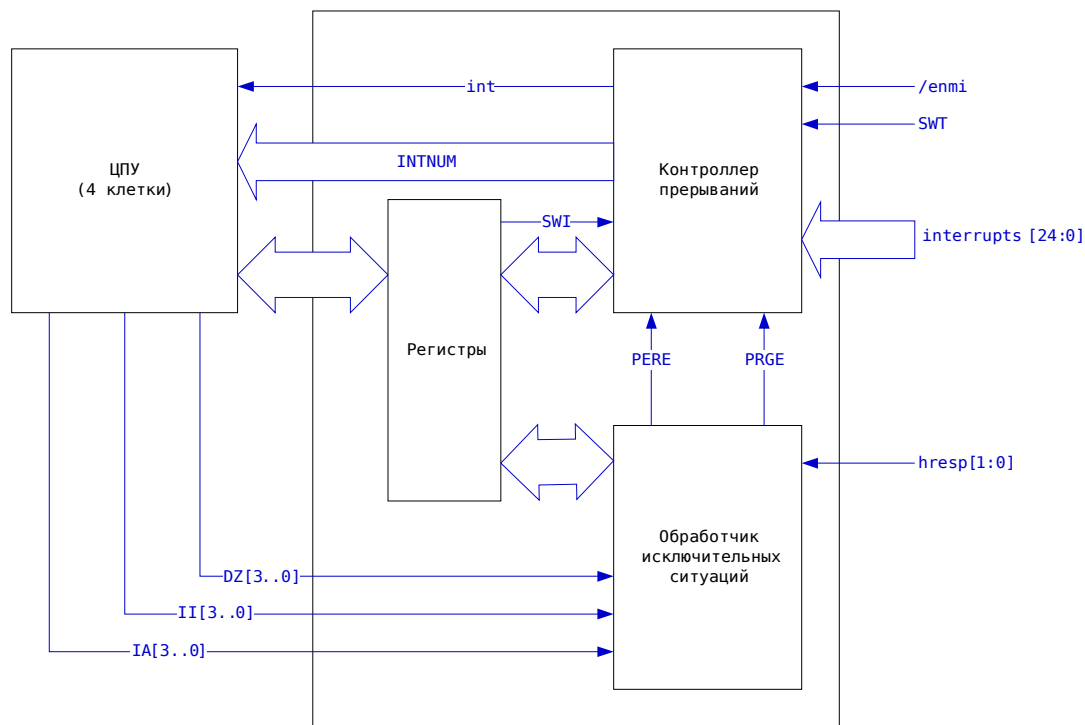 int
/enmi
SWT
ЦПУ
(4 клетки)
INTNUM
Контроллер
прерываний
SWI
interrupts [24:0]
Регистры
PERE
PRGE
hresp[1:0]
Обработчик
исключительных
ситуаций
DZ[3..0]
II[3..0]
IA[3..0]